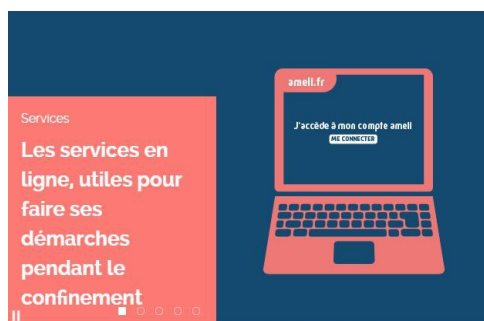 Services
Les services en
ligne, utiles pour
faire ses
démarches
pendant le
confinement
ameli.fr
J'accède à mon compte ameli
ME CONNECTER